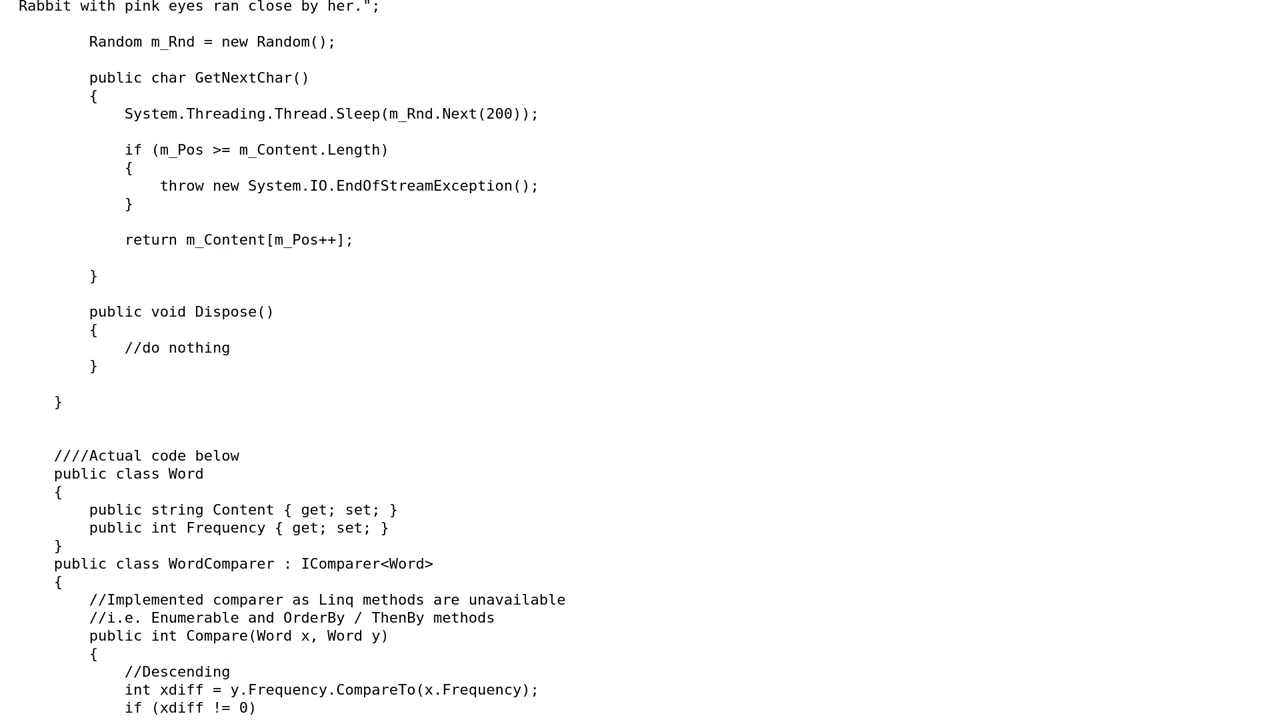 Rabbit with pink eyes ran close by her.";
Random m_Rnd = new Random();
public char GetNextChar()
{
System.Threading.Thread.Sleep(m_Rnd.Next(200));
if (m_Pos >= m_Content.Length)
{
throw new System.IO.EndOfStreamException();
}
return m_Content[m_Pos++];
}
public void Dispose()
{
//do nothing
}
}
////Actual code below
public class Word
{
public string Content { get; set; }
public int Frequency { get; set; }
}
public class WordComparer : IComparer<Word>
{
//Implemented comparer as Linq methods are unavailable
//i.e. Enumerable and OrderBy / ThenBy methods
public int Compare(Word x, Word y)
{
//Descending
int xdiff = y.Frequency.CompareTo(x.Frequency);
if (xdiff != 0)